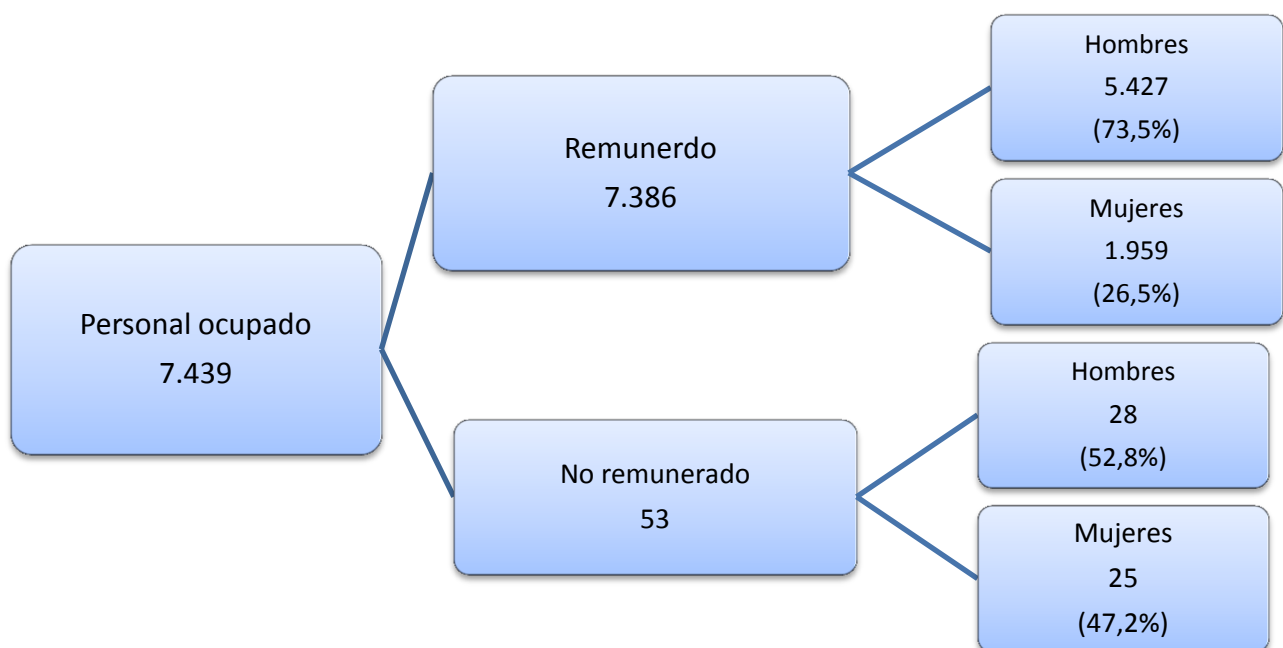 Personal ocupado
7.439
Remunerdo
7.386
Hombres
5.427
(73,5%)
Mujeres
1.959
(26,5%)
No remunerado
53
Hombres
28
(52,8%)
Mujeres
25
(47,2%)